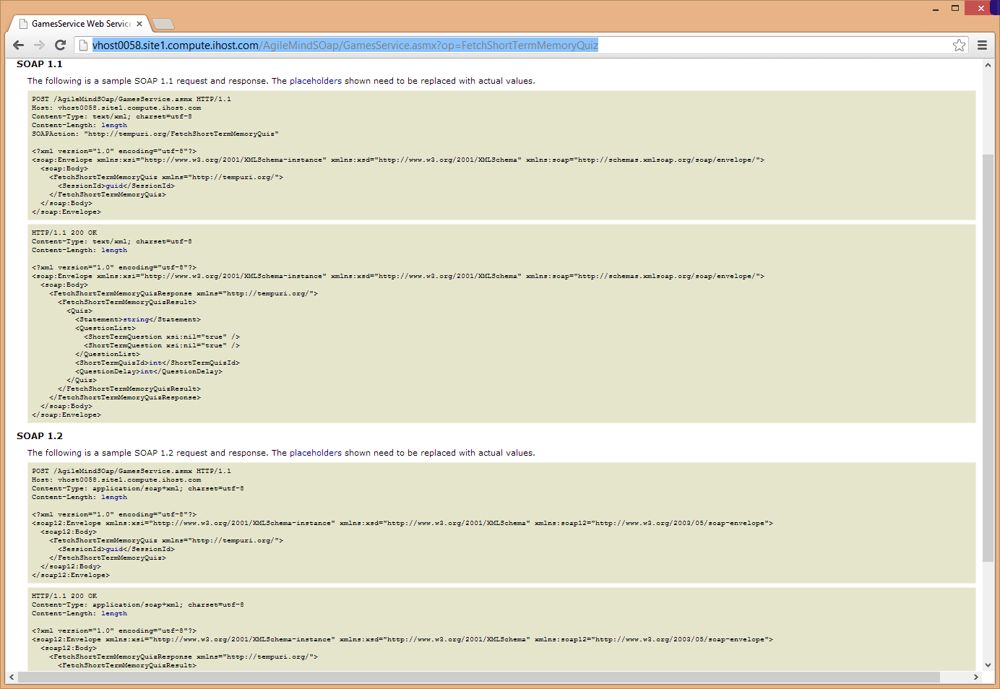 GamesService Web Service
vhost0058.site1.compute.ihost.com/AgileMindSOap/GamesService.asmx?op=FetchShortTermMemoryQuiz
SOAP 1.1
The following is a sample SOAP 1.1 request and response. The placeholders shown need to be replaced with actual values.
POST /AgileMindSOap/GamesService.asmx HTTP/1.1
Host: vhost0058.site1.compute.ihost.com
Content-Type: text/xml; charset=utf-8
Content-Length: length
SOAPAction: "http://tempuri.org/FetchShortTermMemoryQuiz"
<?xml version="1.0" encoding="utf-8"?>
<soap:Envelope xmlns:xsi="http://www.w3.org/2001/XMLSchema-instance" xmlns:xsd="http://www.w3.org/2001/XMLSchema" xmlns:soap="http://schemas.xmlsoap.org/soap/envelope/">
<soap:Body>
<FetchShortTermMemoryQuiz xmlns="http://tempuri.org/">
<SessionId>guid</SessionId>
</FetchShortTermMemoryQuiz>
</soap:Body>
</soap:Envelope>
HTTP/1.1 200 OK
Content-Type: text/xml; charset=utf-8
Content-Length: length
<?xml version="1.0" encoding="utf-8"?>
<soap:Envelope xmlns:xsi="http://www.w3.org/2001/XMLSchema-instance" xmlns:xsd="http://www.w3.org/2001/XMLSchema" xmlns:soap="http://schemas.xmlsoap.org/soap/envelope/">
<soap:Body>
<FetchShortTermMemoryQuizResponse xmlns="http://tempuri.org/">
<FetchShortTermMemoryQuizResult>
<Quiz>
<Statement>string</Statement>
<QuestionList>
<ShortTermQuestion xsi:nil="true" />
<ShortTermQuestion xsi:nil="true" />
</QuestionList>
<ShortTermQuizId>int</ShortTermQuizId>
<QuestionDelay>int</QuestionDelay>
</Quiz>
</FetchShortTermMemoryQuizResult>
</FetchShortTermMemoryQuizResponse>
</soap:Body>
</soap:Envelope>
SOAP 1.2
The following is a sample SOAP 1.2 request and response. The placeholders shown need to be replaced with actual values.
POST /AgileMindSOap/GamesService.asmx HTTP/1.1
Host: vhost0058.site1.compute.ihost.com
Content-Type: application/soap+xml; charset=utf-8
Content-Length: length
<?xml version="1.0" encoding="utf-8"?>
<soap12:Envelope xmlns:xsi="http://www.w3.org/2001/XMLSchema-instance" xmlns:xsd="http://www.w3.org/2001/XMLSchema" xmlns:soap12="http://www.w3.org/2003/05/soap-envelope">
<soap12:Body>
<FetchShortTermMemoryQuiz xmlns="http://tempuri.org/">
<SessionId>guid</SessionId>
</FetchShortTermMemoryQuiz>
</soap12:Body>
</soap12:Envelope>
HTTP/1.1 200 OK
Content-Type: application/soap+xml; charset=utf-8
Content-Length: length
<?xml version="1.0" encoding="utf-8"?>
<soap12:Envelope xmlns:xsi="http://www.w3.org/2001/XMLSchema-instance" xmlns:xsd="http://www.w3.org/2001/XMLSchema" xmlns:soap12="http://www.w3.org/2003/05/soap-envelope">
<soap12:Body>
<FetchShortTermMemoryQuizResponse xmlns="http://tempuri.org/">
<FetchShortTermMemoryQuizResult>